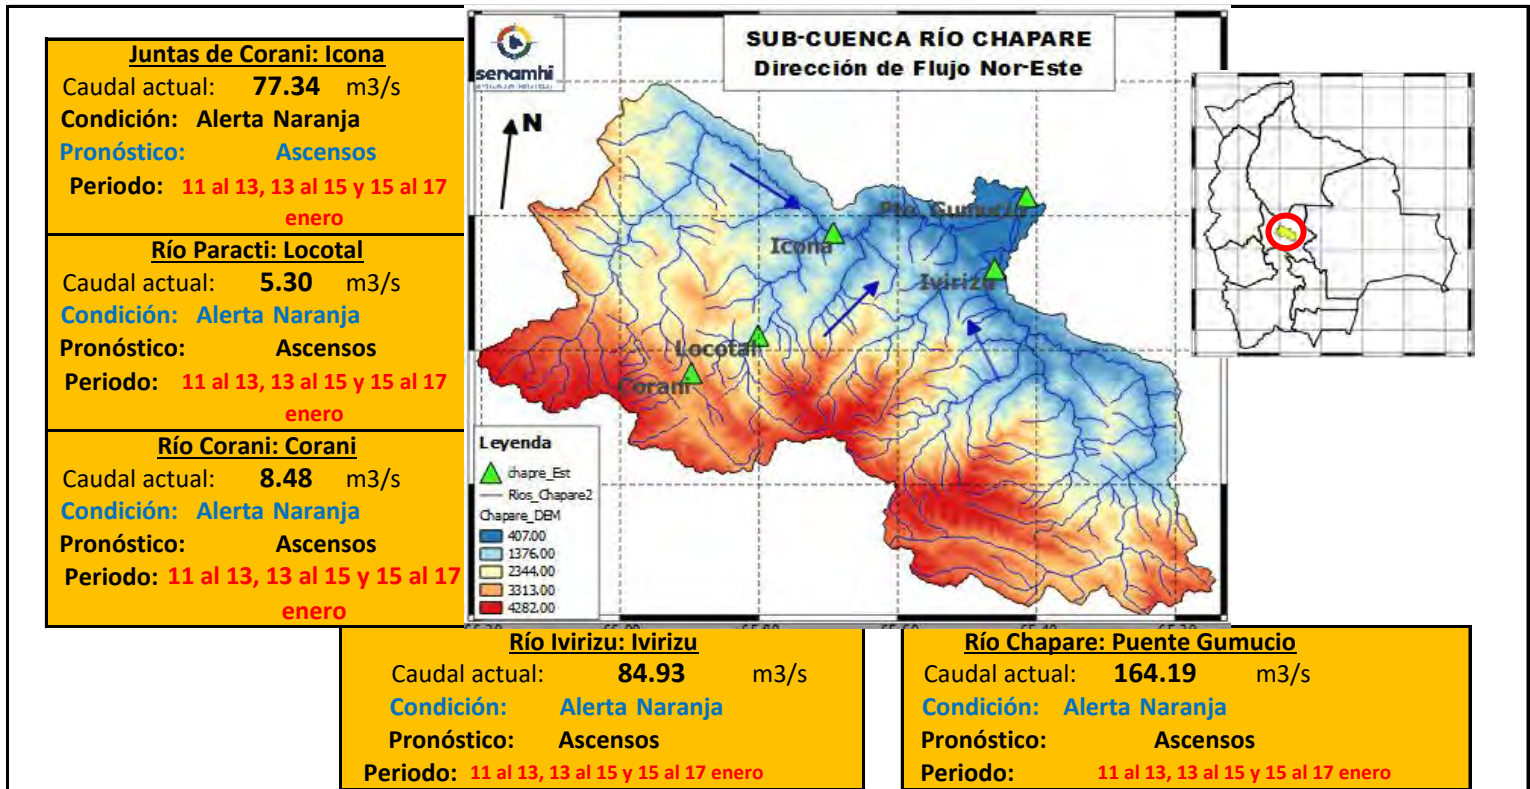 Juntas de Corani: Icona
Caudal actual: 77.34 m3/s
Condición: Alerta Naranja
Pronóstico: Ascensos
Periodo: 11 al 13, 13 al 15 y 15 al 17
enero
Río Paracti: Locotal
Caudal actual: 5.30 m3/s
Condición: Alerta Naranja
Pronóstico: Ascensos
Periodo: 11 al 13, 13 al 15 y 15 al 17
enero
Río Corani: Corani
Caudal actual: 8.48 m3/s
Condición: Alerta Naranja
Pronóstico: Ascensos
Periodo: 11 al 13, 13 al 15 y 15 al 17
enero
senamhi
SUB-CUENCA RÍO CHAPARE
Dirección de Flujo Nor-Este
N
Pte. Gumucio
Icona
Ivirizu
Locotal
Corani
Leyenda
chapre_Est
Rios_Chapare2
Chapare_DEM
407.00
1376.00
2344.00
3313.00
4282.00
Río Ivirizu: Ivirizu
Caudal actual: 84.93 m3/s
Condición: Alerta Naranja
Pronóstico: Ascensos
Periodo: 11 al 13, 13 al 15 y 15 al 17 enero
Río Chapare: Puente Gumucio
Caudal actual: 164.19 m3/s
Condición: Alerta Naranja
Pronóstico: Ascensos
Periodo: 11 al 13, 13 al 15 y 15 al 17 enero